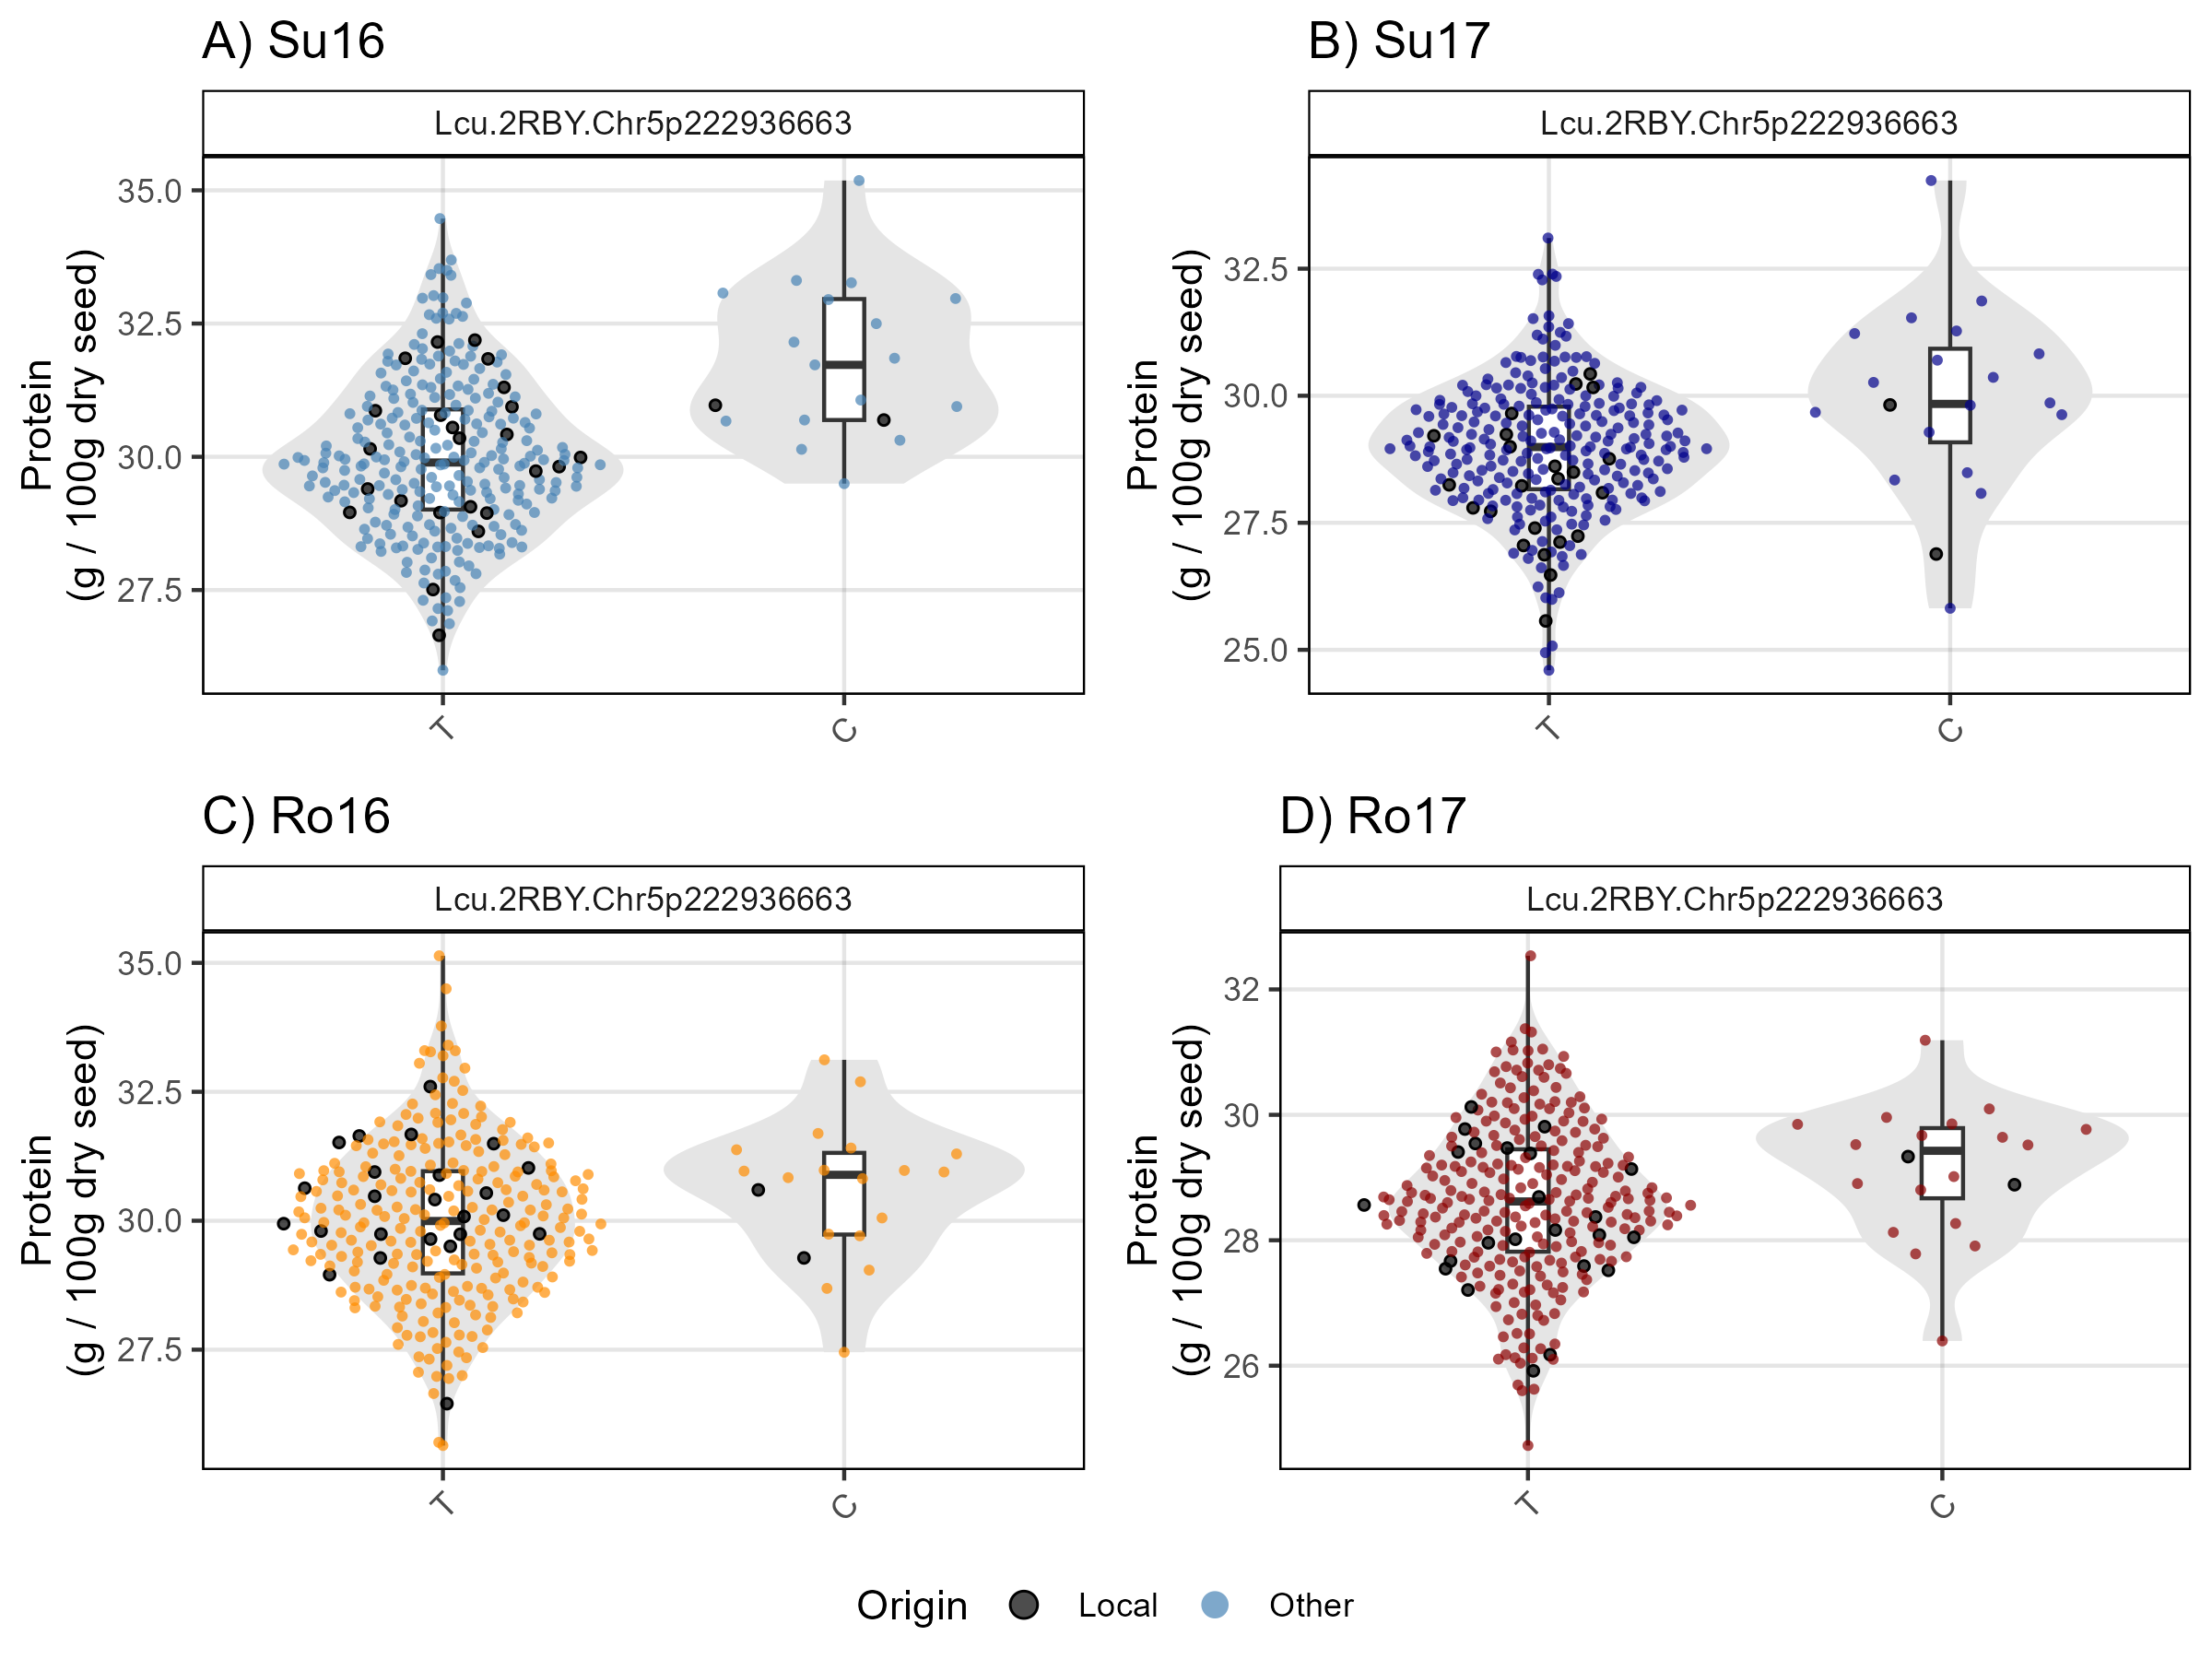 A) Su16
Lcu.2RBY.Chr5p222936663
Protein
(g / 100g dry seed)
35.0
32.5
30.0
27.5
T
C
B) Su17
Lcu.2RBY.Chr5p222936663
Protein
(g / 100g dry seed)
32.5
30.0
27.5
25.0
T
C
C) Ro16
Lcu.2RBY.Chr5p222936663
Protein
(g / 100g dry seed)
35.0
32.5
30.0
27.5
T
C
D) Ro17
Lcu.2RBY.Chr5p222936663
Protein
(g / 100g dry seed)
32
30
28
26
T
C
Origin Local Other